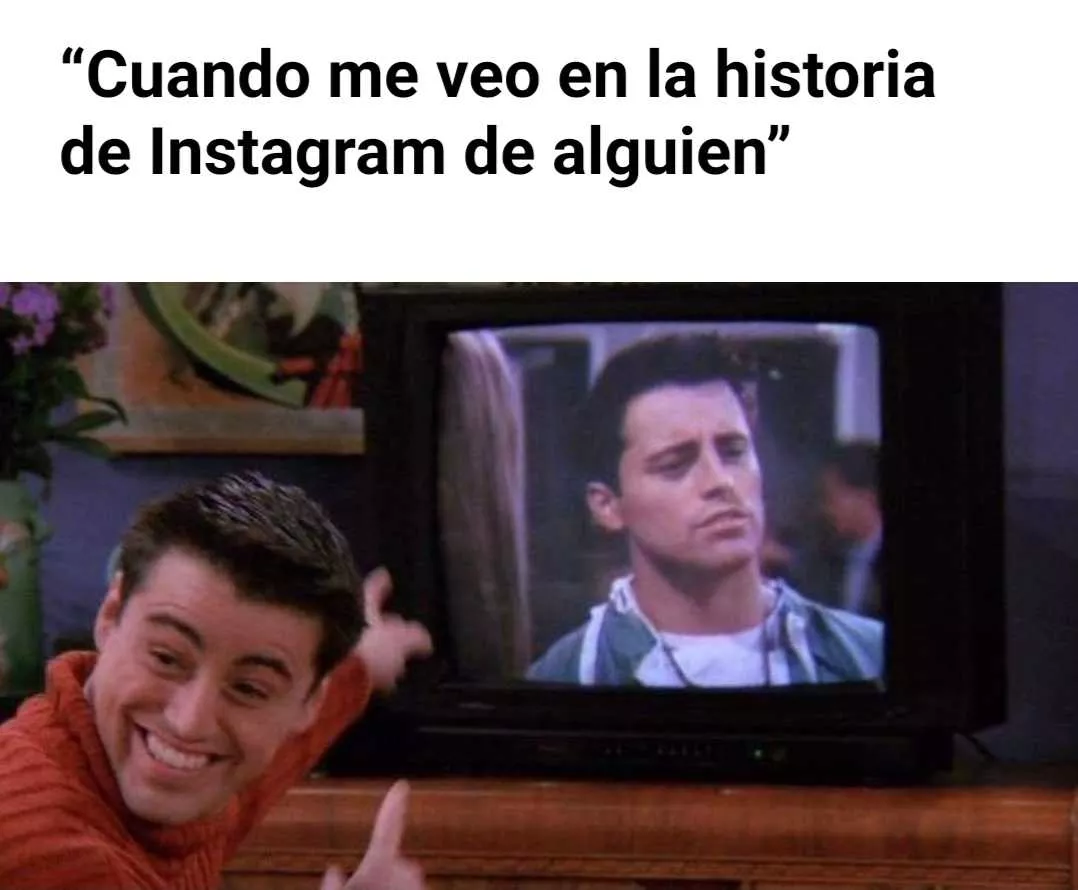 “Cuando me veo en la historia
de Instagram de alguien”